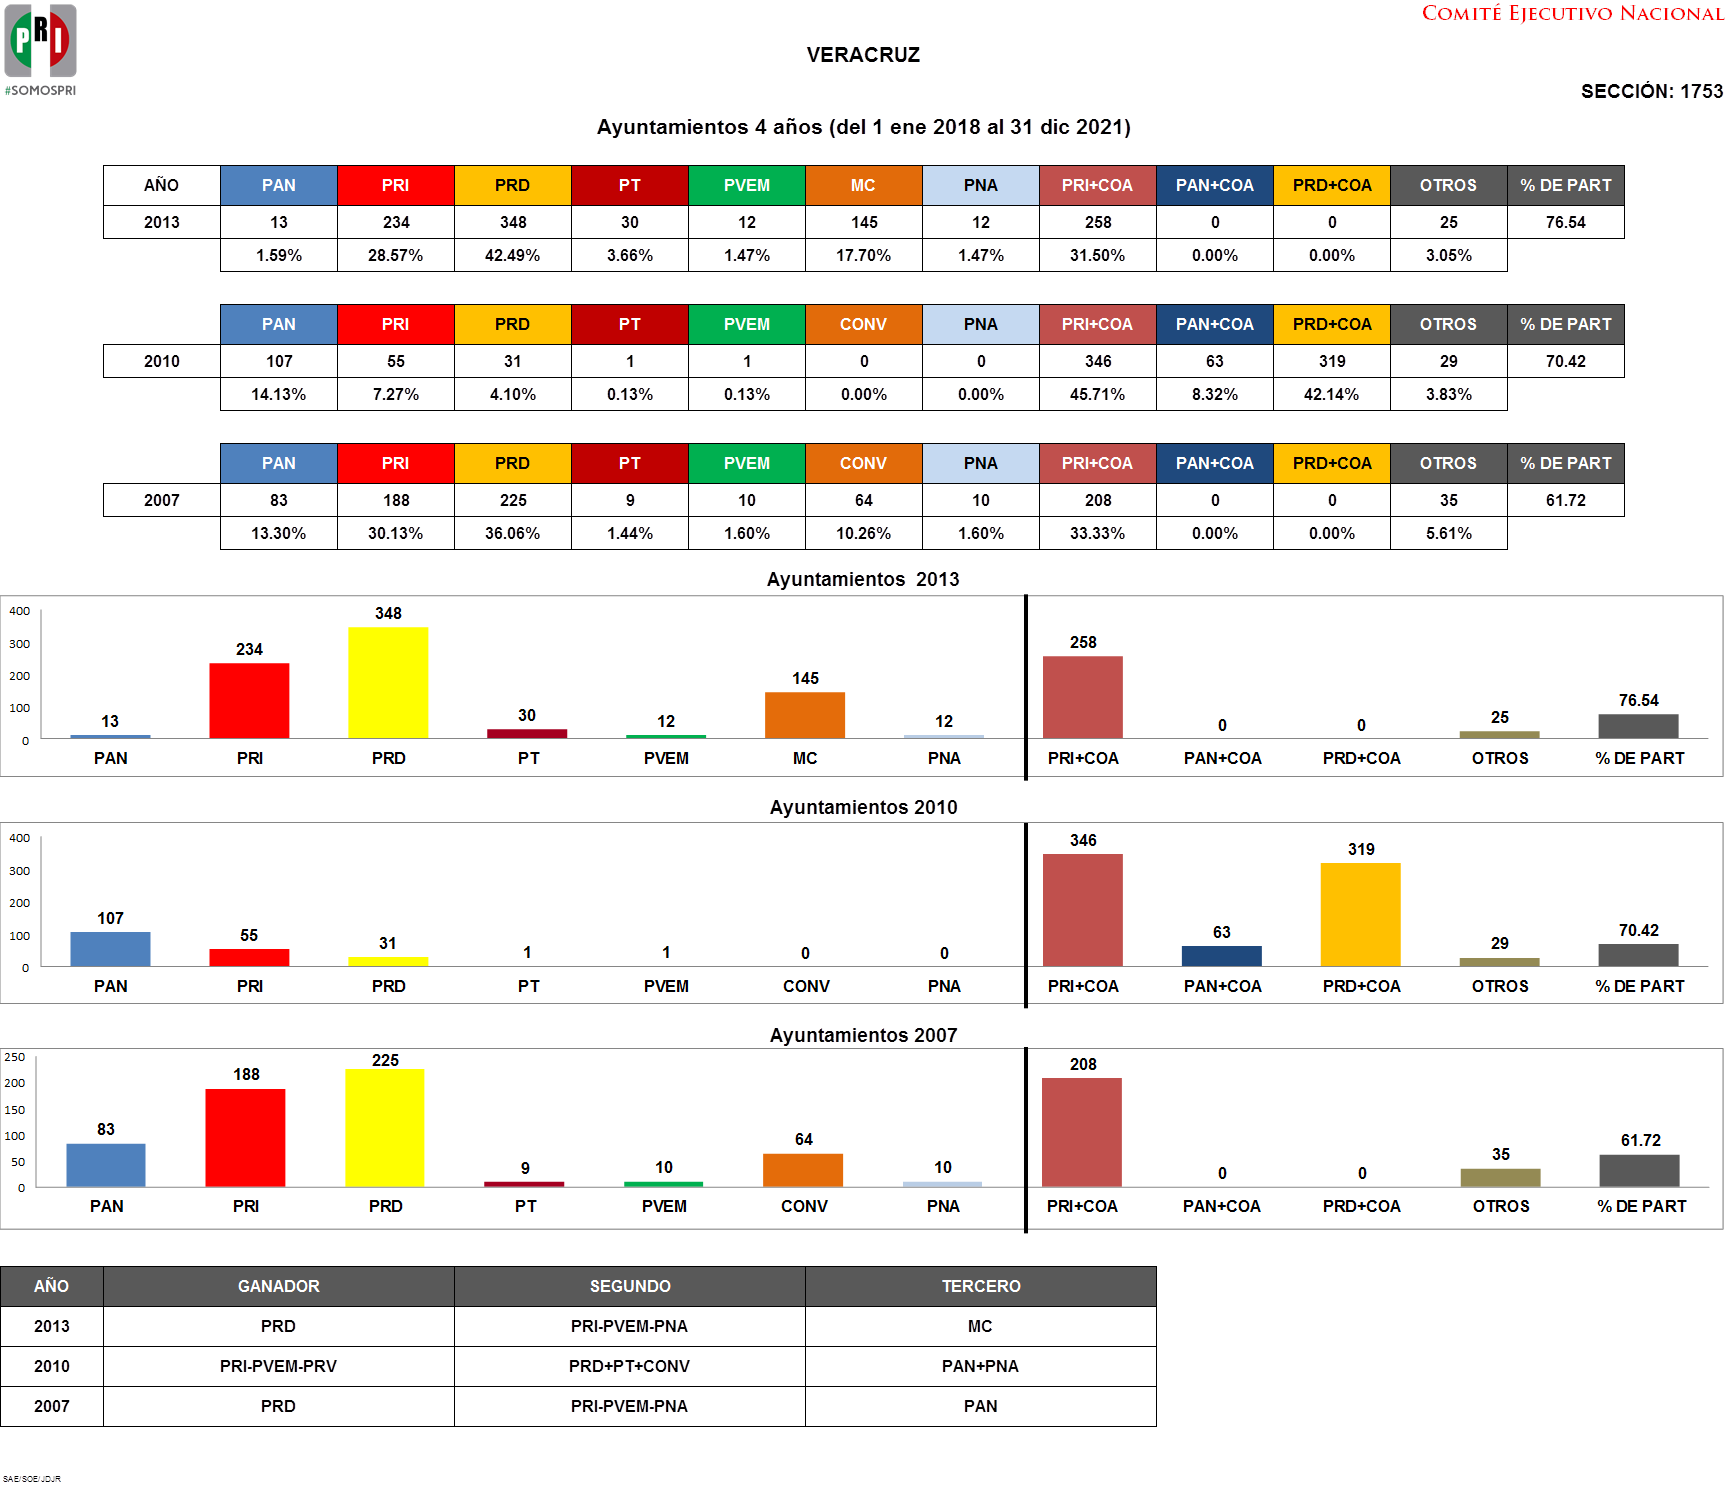 PRI
#SOMOSPRI
COMITÉ EJECUTIVO NACIONAL
VERACRUZ
SECCIÓN: 1753
Ayuntamientos 4 años (del 1 ene 2018 al 31 dic 2021)
AÑO PAN PRI PRD PT PVEM MC PNA PRI+COA PAN+COA PRD+COA OTROS % DE PART
2013 13 234 348 30 12 145 12 258 0 0 25 76.54
1.59% 28.57% 42.49% 3.66% 1.47% 17.70% 1.47% 31.50% 0.00% 0.00% 3.05%
PAN PRI PRD PT PVEM CONV PNA PRI+COA PAN+COA PRD+COA OTROS % DE PART
2010 107 55 31 1 1 0 0 346 63 319 29 70.42
14.13% 7.27% 4.10% 0.13% 0.13% 0.00% 0.00% 45.71% 8.32% 42.14% 3.83%
PAN PRI PRD PT PVEM CONV PNA PRI+COA PAN+COA PRD+COA OTROS % DE PART
2007 83 188 225 9 10 64 10 208 0 0 35 61.72
13.30% 30.13% 36.06% 1.44% 1.60% 10.26% 1.60% 33.33% 0.00% 0.00% 5.61%
Ayuntamientos 2013
400
300
200
100
0
13 234 348 30 12 145 12 258 0 0 25 76.54
PAN PRI PRD PT PVEM MC PNA PRI+COA PAN+COA PRD+COA OTROS % DE PART
Ayuntamientos 2010
400
300
200
100
0
107 55 31 1 1 0 0 346 63 319 29 70.42
PAN PRI PRD PT PVEM CONV PNA PRI+COA PAN+COA PRD+COA OTROS % DE PART
Ayuntamientos 2007
250
200
150
100
50
0
83 188 225 9 10 64 10 208 0 0 35 61.72
PAN PRI PRD PT PVEM CONV PNA PRI+COA PAN+COA PRD+COA OTROS % DE PART
AÑO GANADOR SEGUNDO TERCERO
2013 PRD PRI-PVEM-PNA MC
2010 PRI-PVEM-PRV PRD+PT+CONV PAN+PNA
2007 PRD PRI-PVEM-PNA PAN
SAE/SOE/JDJR